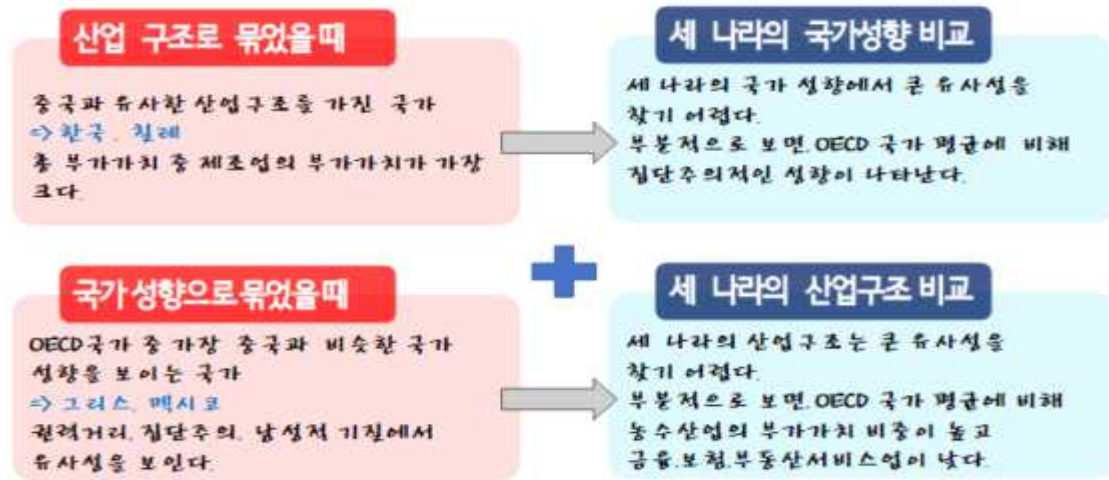 산업 구조로 묶었을때
중국과 유사한 산업구조를 가진 국가
=> 한국, 칠레
총 부가가치 중 제조업의 부가가치가 가장
크다.
세 나라의 국가성향 비교
세 나라의 국가 성향에서 큰 유사성을
찾기 어렵다.
부분적으로 보면, OECD 국가 평균에 비해
집단주의적인 성향이 나타난다.
국가 성향으로 묶었을 때
OECD국가 중 가장 중국과 비슷한 국가
성향을 보이는 국가
=> 그리스, 멕시코
권력거리, 집단주의, 남성적 기질에서
유사성을 보인다.
세 나라의 산업구조 비교
세 나라의 산업구조는 큰 유사성을
찾기 어렵다.
부분적으로 보면, OECD 국가 평균에 비해
농수산업의 부가가치 비중이 높고
금융.보험.부동산서비스업이 낮다.